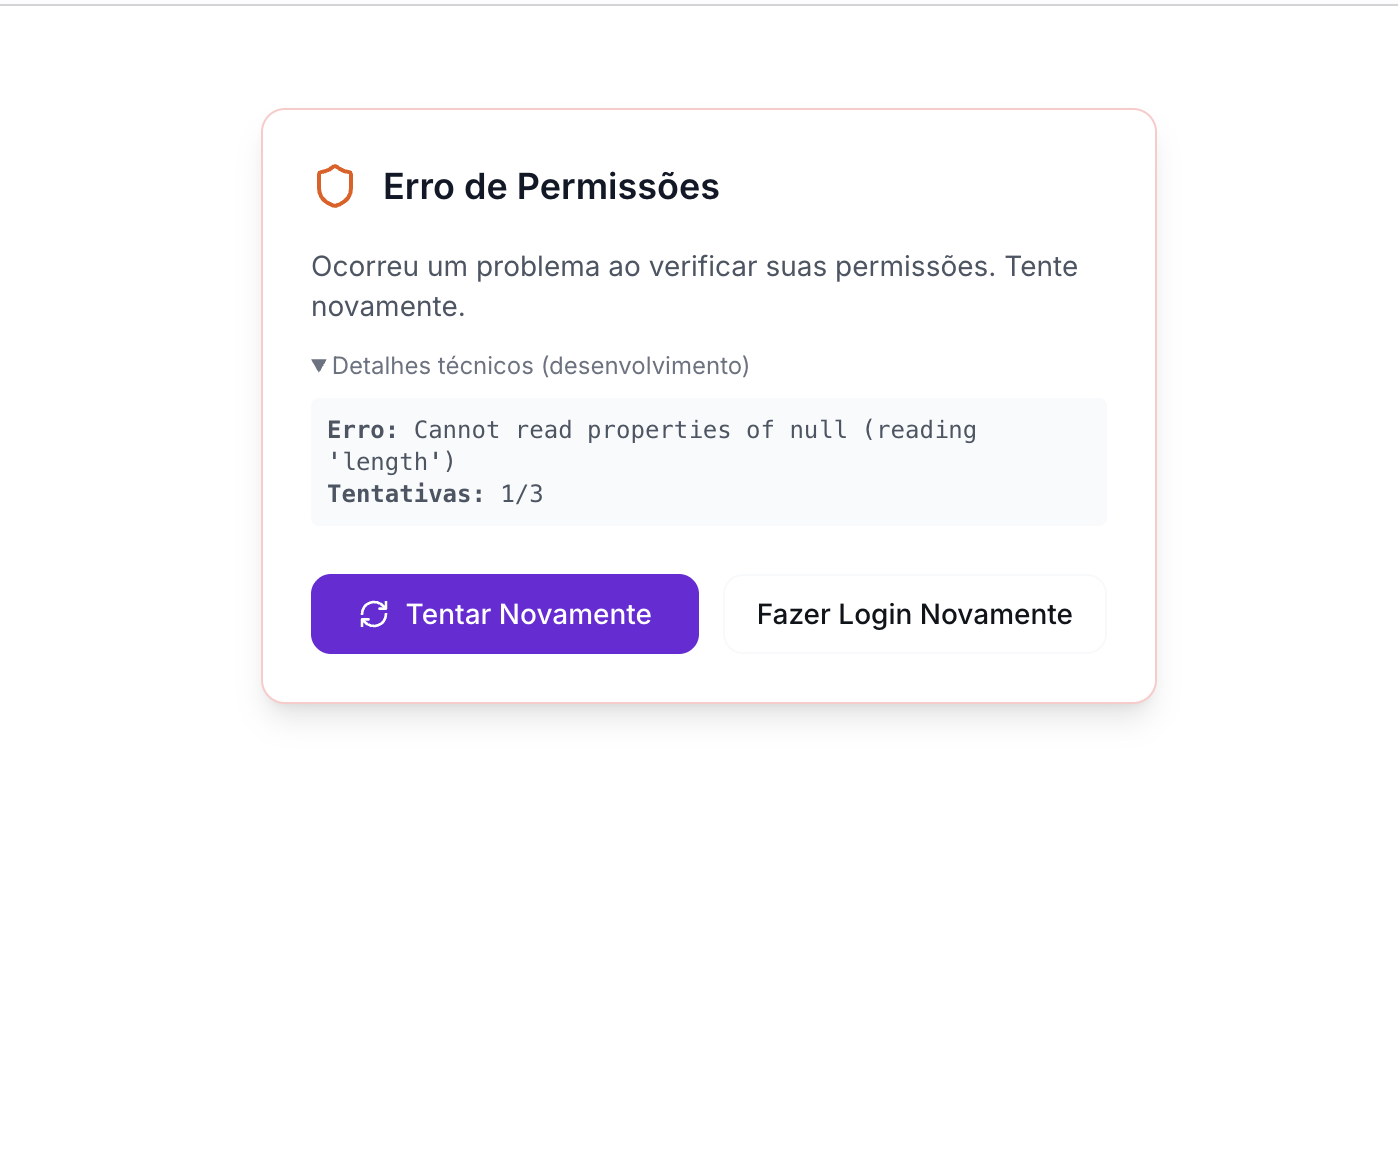 Erro de Permissões
Ocorreu um problema ao verificar suas permissões. Tente
novamente.
▼ Detalhes técnicos (desenvolvimento)
Erro: Cannot read properties of null (reading
'length')
Tentativas: 1/3
Tentar Novamente
Fazer Login Novamente